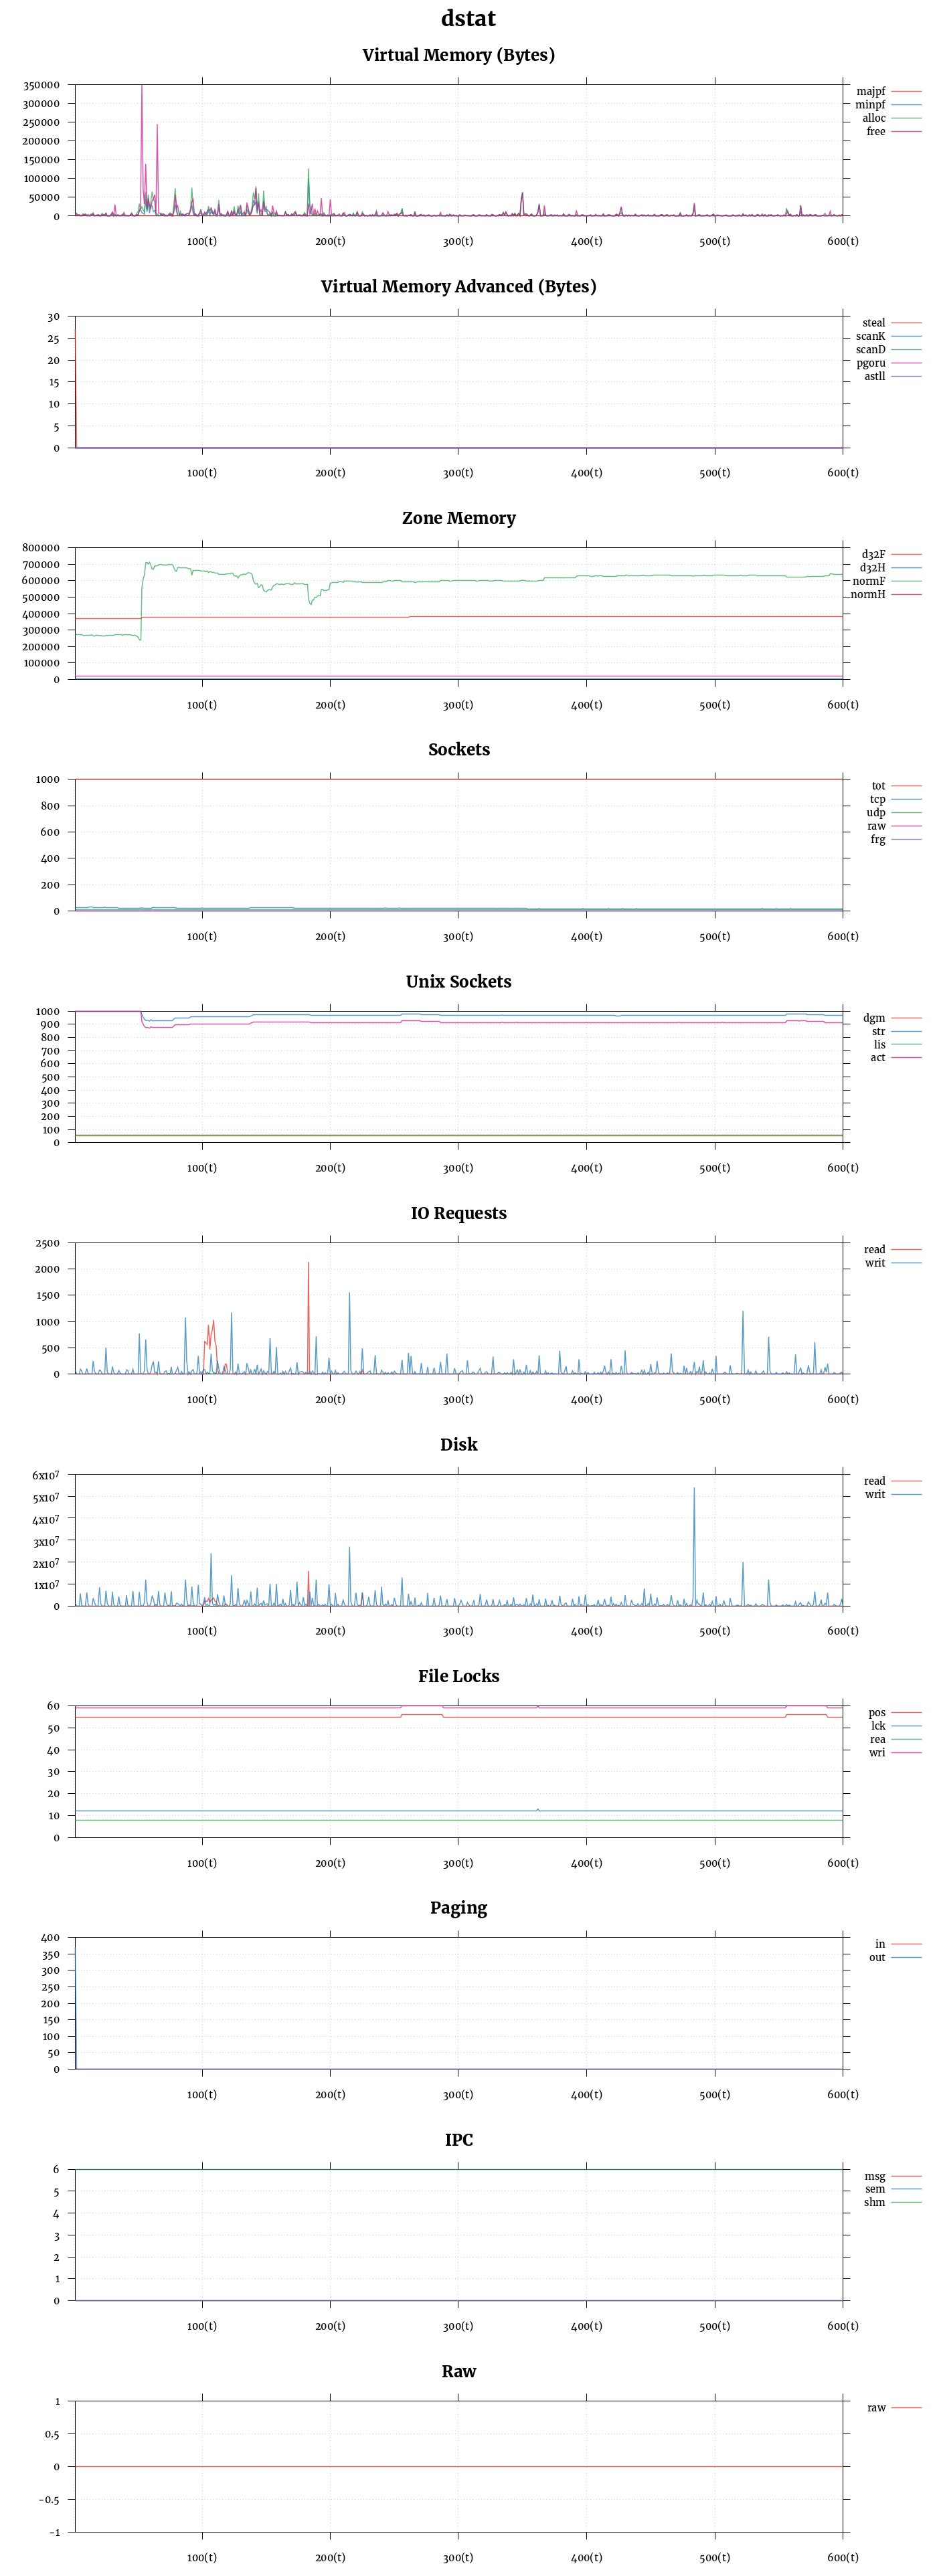 dstat
Virtual Memory (Bytes)
350000
300000
250000
200000
150000
100000
50000
0
100(t) 200(t) 300(t) 400(t) 500(t) 600(t)
majpf
minpf
alloc
free
Virtual Memory Advanced (Bytes)
30
25
20
15
10
5
0
100(t) 200(t) 300(t) 400(t) 500(t) 600(t)
steal
scanK
scanD
pgoru
astll
Zone Memory
800000
700000
600000
500000
400000
300000
200000
100000
0
100(t) 200(t) 300(t) 400(t) 500(t) 600(t)
d32F
d32H
normF
normH
Sockets
1000
800
600
400
200
0
100(t) 200(t) 300(t) 400(t) 500(t) 600(t)
tot
tcp
udp
raw
frg
Unix Sockets
1000
900
800
700
600
500
400
300
200
100
0
100(t) 200(t) 300(t) 400(t) 500(t) 600(t)
dgm
str
lis
act
IO Requests
2500
2000
1500
1000
500
0
100(t) 200(t) 300(t) 400(t) 500(t) 600(t)
read
writ
Disk
6x10⁷
5x10⁷
4x10⁷
3x10⁷
2x10⁷
1x10⁷
0
100(t) 200(t) 300(t) 400(t) 500(t) 600(t)
read
writ
File Locks
60
50
40
30
20
10
0
100(t) 200(t) 300(t) 400(t) 500(t) 600(t)
pos
lck
rea
wri
Paging
400
350
300
250
200
150
100
50
0
100(t) 200(t) 300(t) 400(t) 500(t) 600(t)
in
out
IPC
6
5
4
3
2
1
0
100(t) 200(t) 300(t) 400(t) 500(t) 600(t)
msg
sem
shm
Raw
1
0.5
0
-0.5
-1
100(t) 200(t) 300(t) 400(t) 500(t) 600(t)
raw